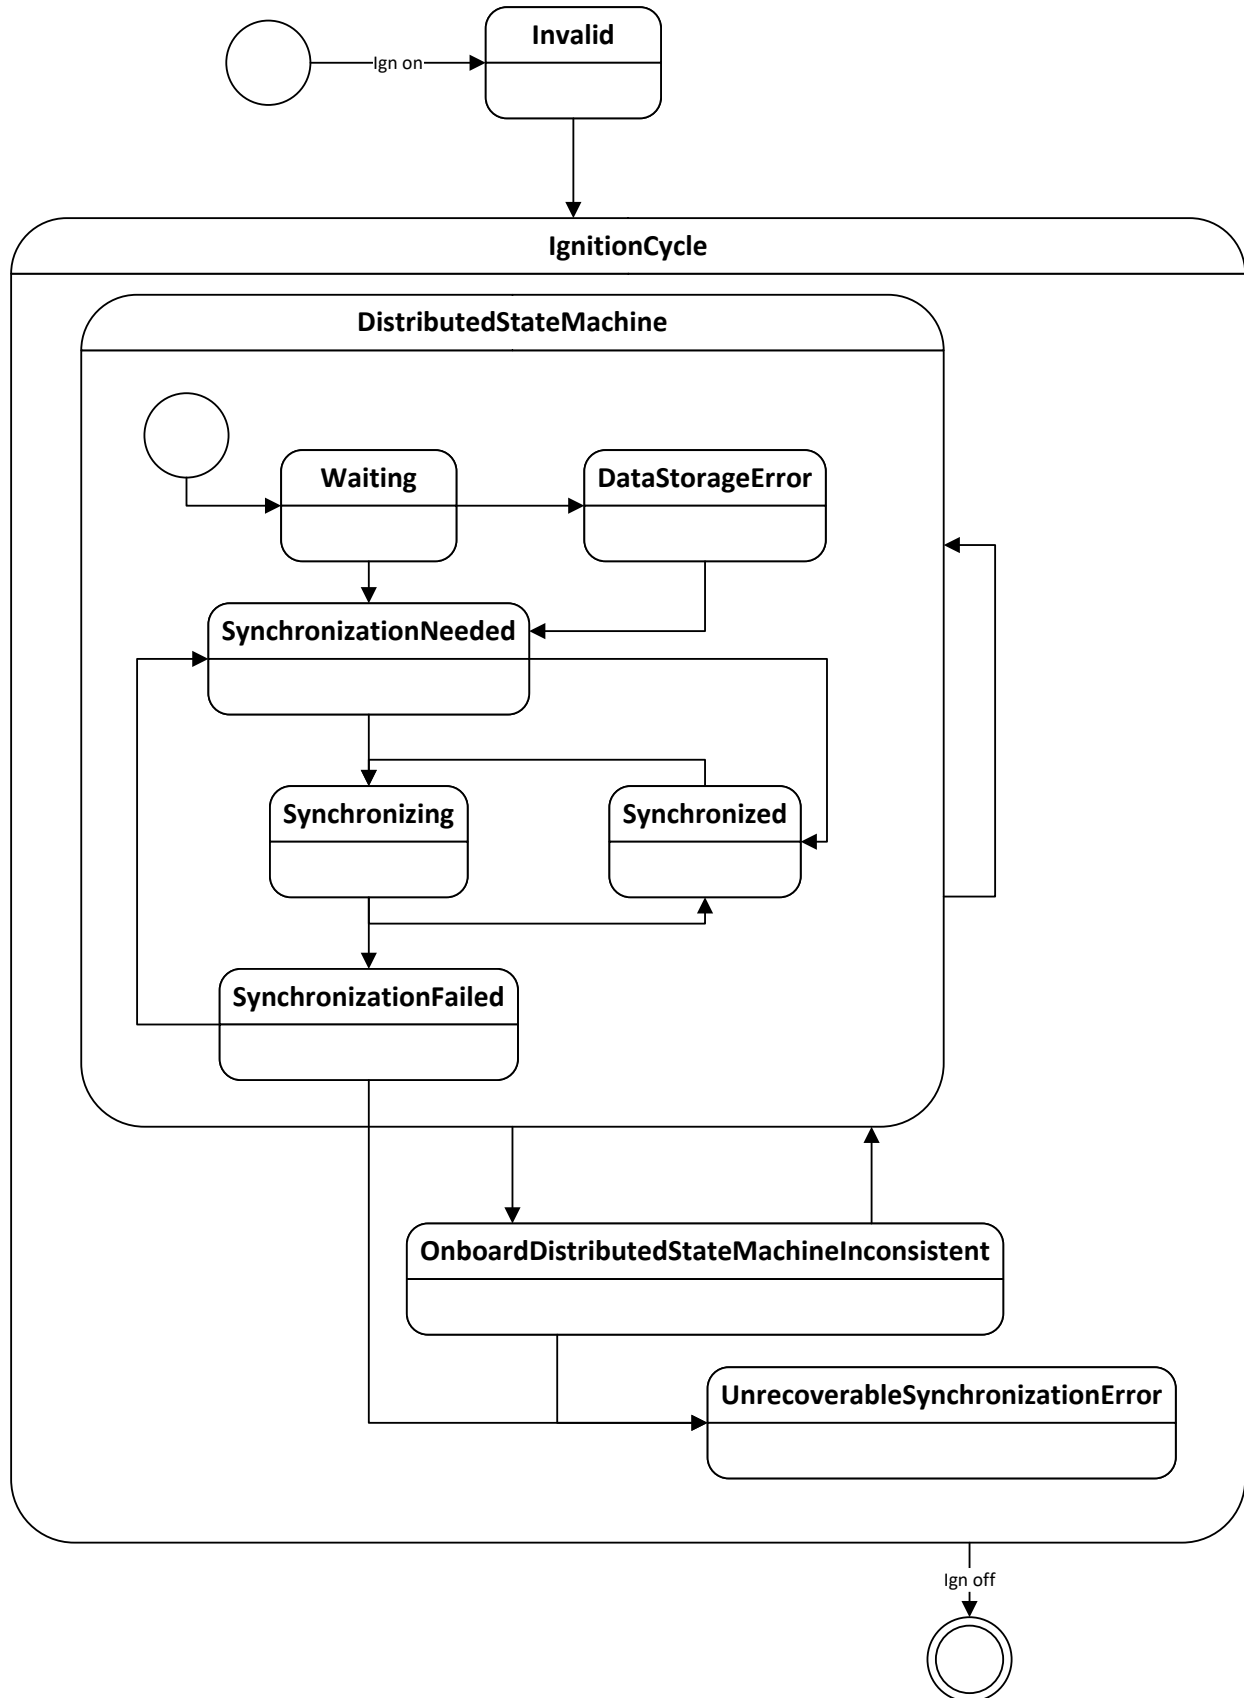 Invalid
Ign on
IgnitionCycle
DistributedStateMachine
Waiting
DataStorageError
SynchronizationNeeded
Synchronizing
Synchronized
SynchronizationFailed
OnboardDistributedStateMachineInconsistent
UnrecoverableSynchronizationError
Ign off